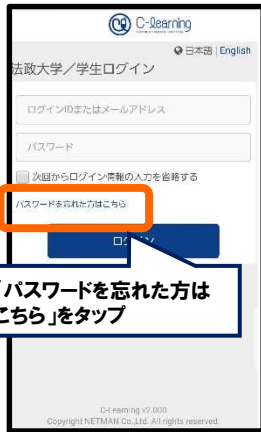 C-Learning
日本語 | English
法政大学／学生ログイン
ログインIDまたはメールアドレス
パスワード
次回からログイン情報の入力を省略する
パスワードを忘れた方はこちら
ログイン
「パスワードを忘れた方は
こちら」をタップ
C-Learning v2.000
Copyright NETMAN Co.,Ltd. All rights reserved.